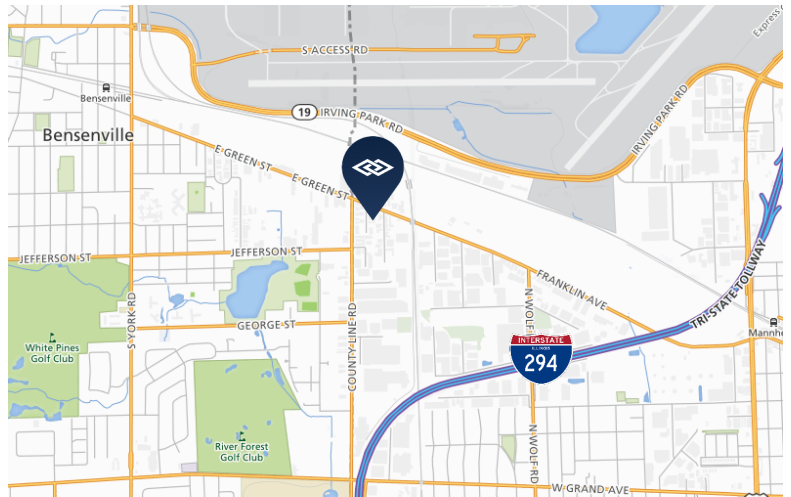 S ACCESS RD
Express
Bensenville
19
IRVING PARK RD
IRVING PARK RD
Bensenville
E GREEN ST
E GREEN ST
JEFFERSON ST
JEFFERSON ST
FRANKLIN AVE
TRI-STATE TOLLWAY
S YORK RD
COUNTY LINE RD
N WOLF
GEORGE ST
Mannhe
White Pines
Golf Club
INTERSTATE
ILLINOIS
294
River Forest
Golf Club
N WOLF RD
W GRAND AVE